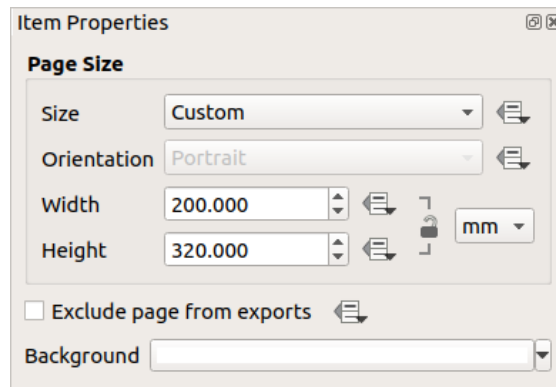 Item Properties
Page Size
Size Custom
Orientation Portrait
Width 200.000
Height 320.000
mm
Exclude page from exports
Background